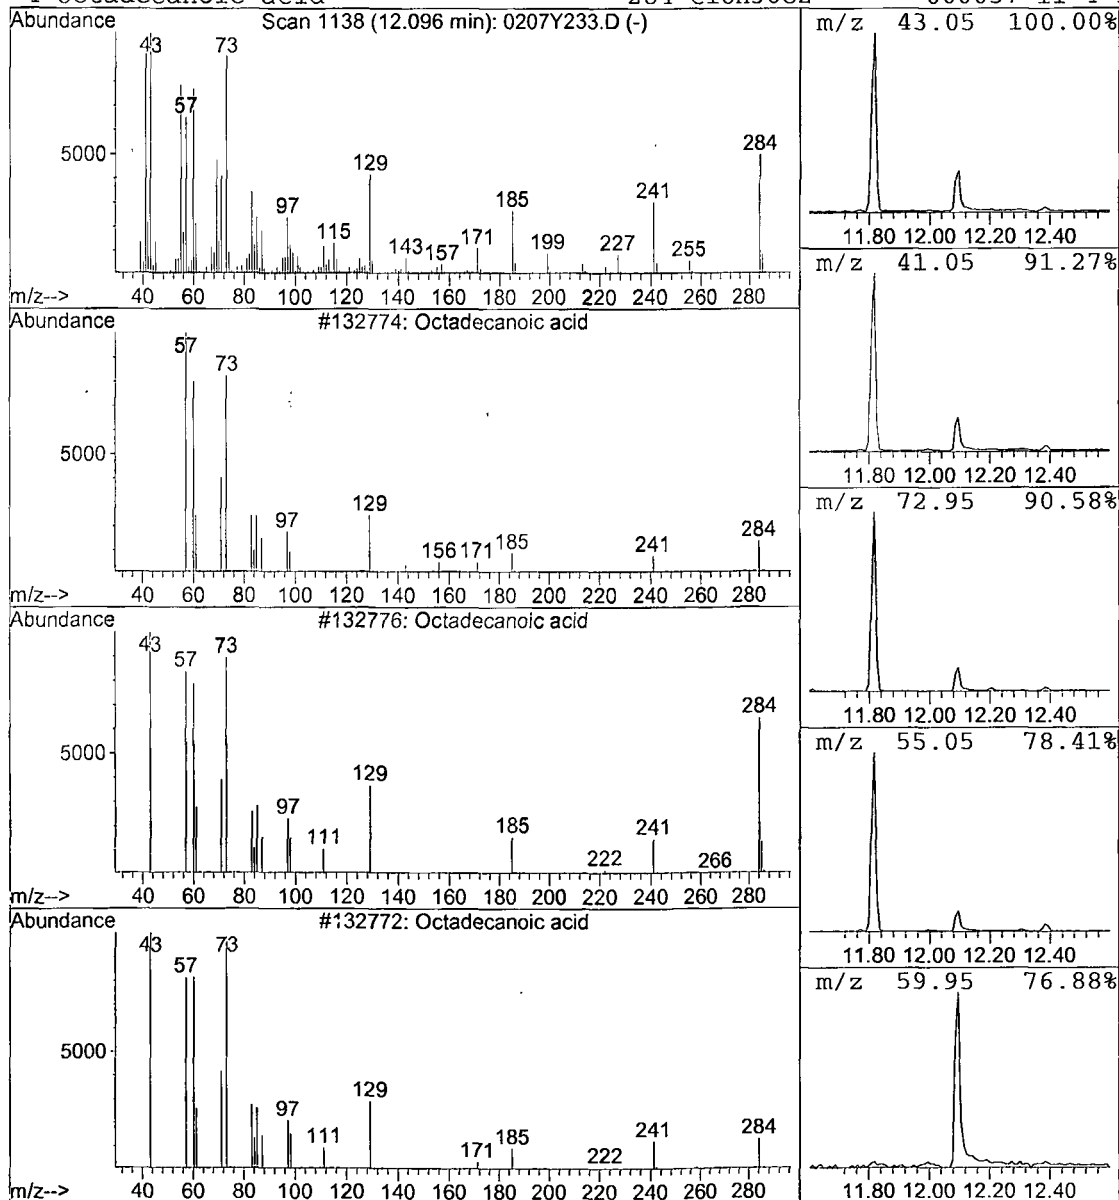 Octadecanoic acid 284 C18H36O2 000057-11-4
Abundance Scan 1138 (12.096 min): 0207Y233.D (-)
43 73
57
5000
129 284
97 115 143 157 171 185 199 227 241 255
m/z--> 40 60 80 100 120 140 160 180 200 220 240 260 280
Abundance #132774: Octadecanoic acid
57 73
5000
97 129 156 171 185 241 284
m/z--> 40 60 80 100 120 140 160 180 200 220 240 260 280
Abundance #132776: Octadecanoic acid
43 57 73
5000
97 111 129 185 222 241 266 284
m/z--> 40 60 80 100 120 140 160 180 200 220 240 260 280
Abundance #132772: Octadecanoic acid
43 57 73
5000
97 111 129 171 185 222 241 284
m/z--> 40 60 80 100 120 140 160 180 200 220 240 260 280
m/z 43.05 100.00%
11.80 12.00 12.20 12.40
m/z 41.05 91.27%
11.80 12.00 12.20 12.40
m/z 72.95 90.58%
11.80 12.00 12.20 12.40
m/z 55.05 78.41%
11.80 12.00 12.20 12.40
m/z 59.95 76.88%
11.80 12.00 12.20 12.40